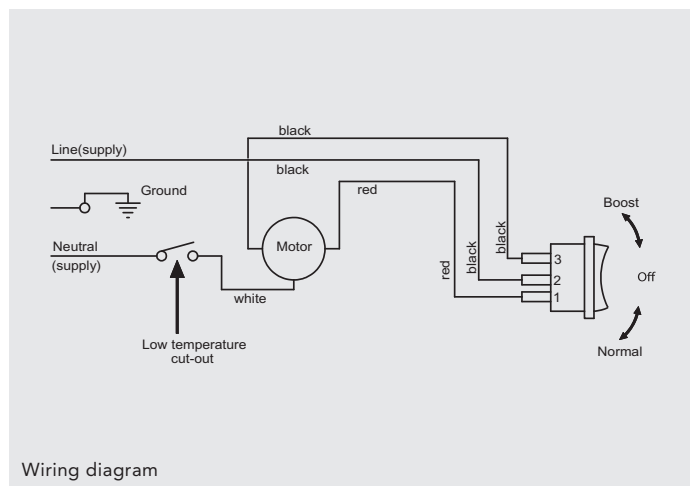 black
Line(supply)
black
red
Ground
Boost
Neutral
(supply)
Motor
red
black
black
3
2
1
Off
white
Low temperature
cut-out
Normal
Wiring diagram